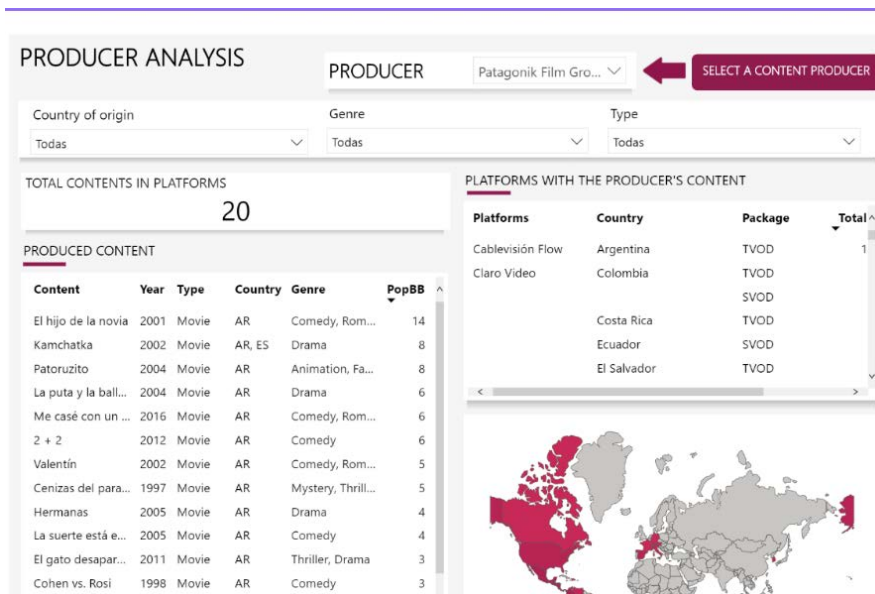 PRODUCER ANALYSIS
PRODUCER
Patagonik Film Gro...
SELECT A CONTENT PRODUCER
Country of origin
Genre
Type
Todas
Todas
Todas
TOTAL CONTENTS IN PLATFORMS
20
PRODUCED CONTENT
Content Year Type Country Genre PopBB
El hijo de la novia 2001 Movie AR Comedy, Rom... 14
Kamchatka 2002 Movie AR, ES Drama 8
Patoruzito 2004 Movie AR Animation, Fa... 8
La puta y la ball... 2004 Movie AR Drama 6
Me casé con un ... 2016 Movie AR Comedy, Rom... 6
2 + 2 2012 Movie AR Comedy 6
Valentín 2002 Movie AR Comedy, Rom... 5
Cenizas del para... 1997 Movie AR Mystery, Thrill... 5
Hermanas 2005 Movie AR Drama 4
La suerte está e... 2005 Movie AR Comedy 4
El gato desapar... 2011 Movie AR Thriller, Drama 3
Cohen vs. Rosi 1998 Movie AR Comedy 3
PLATFORMS WITH THE PRODUCER'S CONTENT
Platforms Country Package Total
Cablevisión Flow Argentina TVOD 1
Claro Video Colombia TVOD
SVOD
Costa Rica TVOD
Ecuador SVOD
El Salvador TVOD